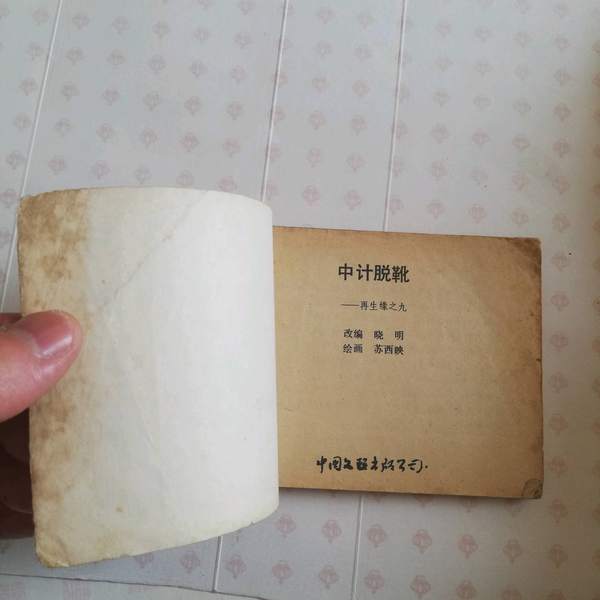 中计脱靴
——再生缘之九
改编 晓明
绘画 苏西映
中国文联出版公司